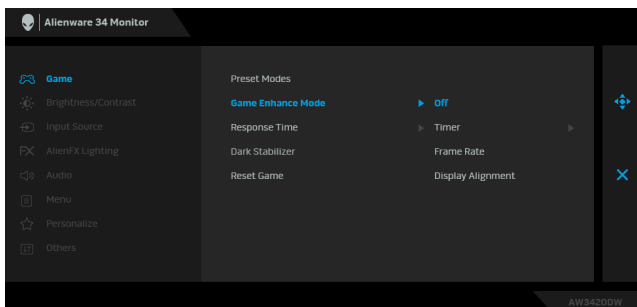 Alienware 34 Monitor
Game
Brightness/Contrast
Input Source
AlienFX Lighting
Audio
Menu
Personalize
Others
Preset Modes
Game Enhance Mode
Response Time
Dark Stabilizer
Reset Game
Off
Timer
Frame Rate
Display Alignment
AW3420DW